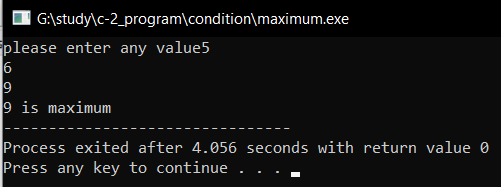 G:\study\c-2_program\condition\maximum.exe
please enter any value5
6
9
9 is maximum
--------------------------------
Process exited after 4.056 seconds with return value 0
Press any key to continue . . .